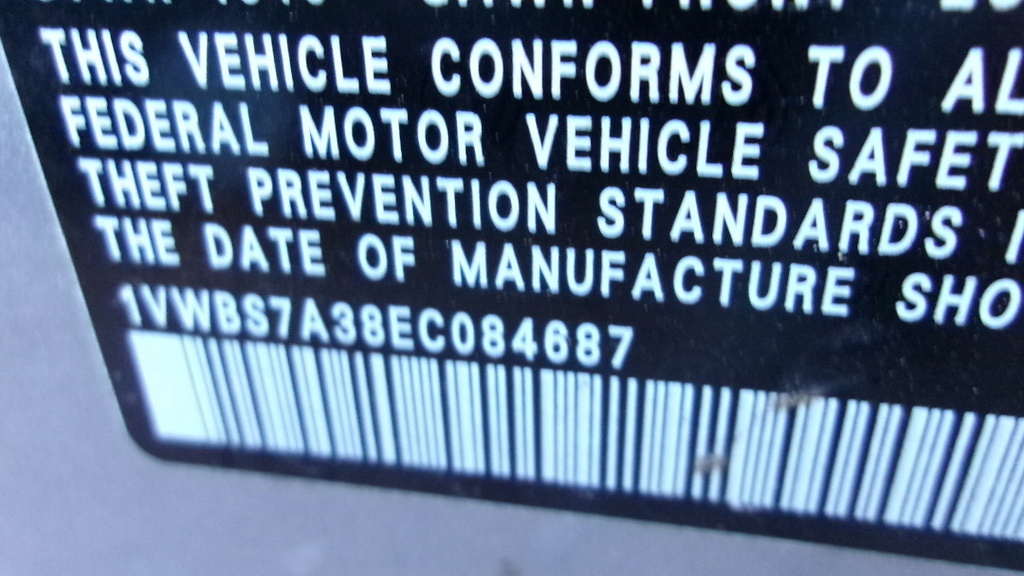 THIS VEHICLE CONFORMS TO AL
FEDERAL MOTOR VEHICLE SAFET
THEFT PREVENTION STANDARDS
THE DATE OF MANUFACTURE SHO
1VWBS7A38EC084687